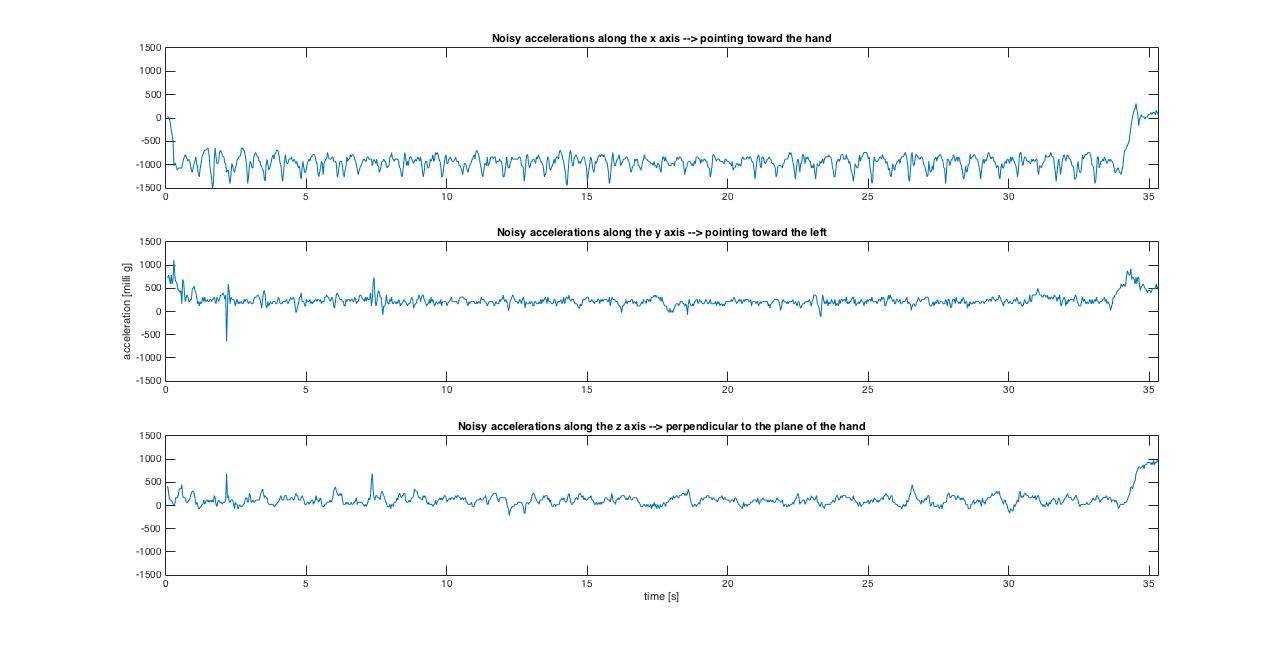 Noisy accelerations along the x axis --> pointing toward the hand
1500
1000
500
0
-500
-1000
-1500
0 5 10 15 20 25 30 35
Noisy accelerations along the y axis --> pointing toward the left
1500
1000
500
0
-500
-1000
-1500
acceleration [milli g]
0 5 10 15 20 25 30 35
Noisy accelerations along the z axis --> perpendicular to the plane of the hand
1500
1000
500
0
-500
-1000
-1500
0 5 10 15 20 25 30 35
time [s]